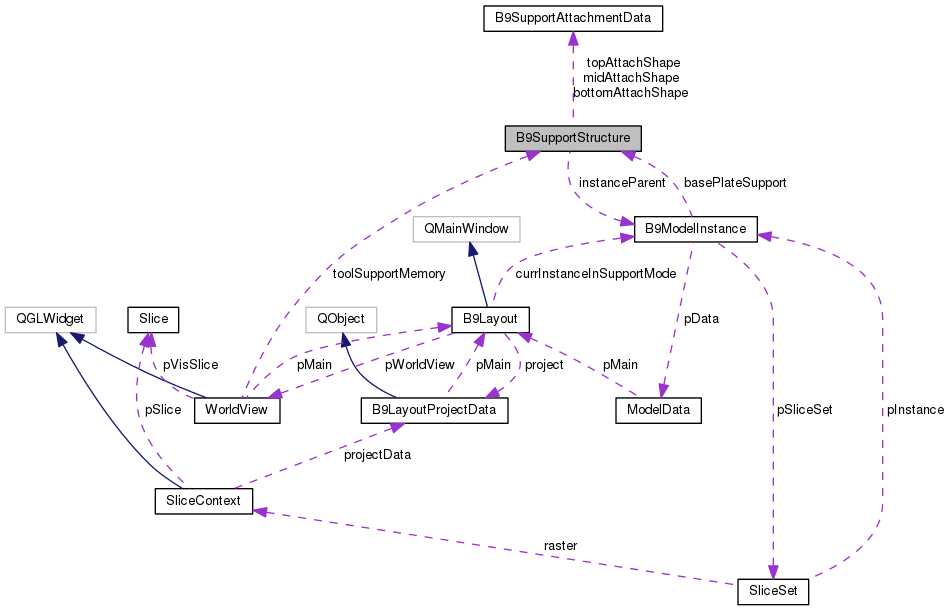 B9SupportAttachmentData
topAttachShape
midAttachShape
bottomAttachShape
B9SupportStructure
instanceParent
basePlateSupport
QMainWindow
B9ModelInstance
toolSupportMemory
currInstanceInSupportMode
QGLWidget
Slice
QObject
B9Layout
pData
pVisSlice
pMain
pWorldView
pMain
project
pMain
pSlice
WorldView
B9LayoutProjectData
ModelData
pSliceSet
pInstance
projectData
SliceContext
raster
SliceSet